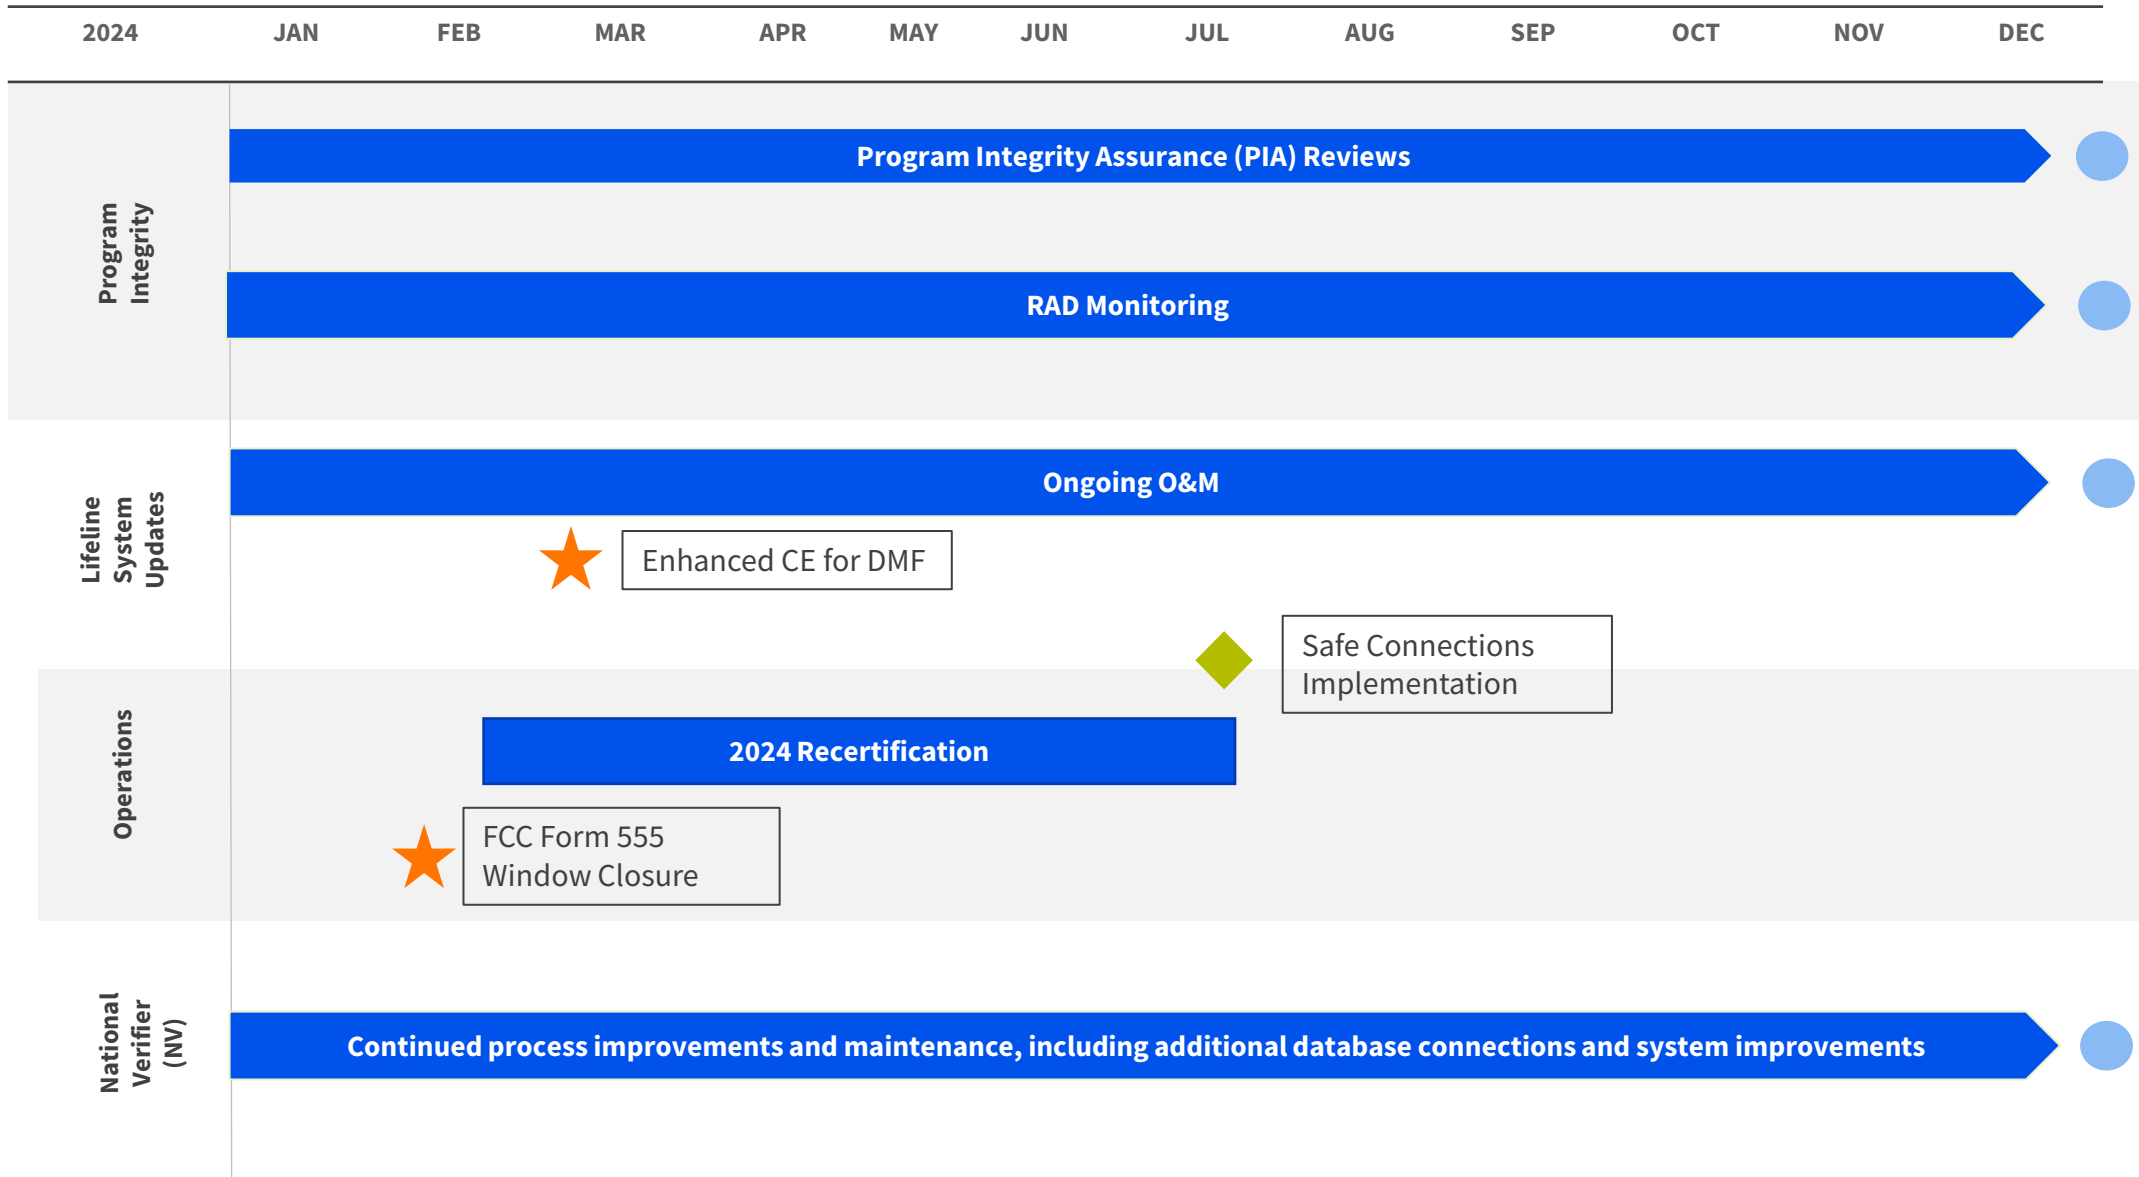 2024 JAN FEB MAR APR MAY JUN JUL AUG SEP OCT NOV DEC
Program
Integrity
Program Integrity Assurance (PIA) Reviews
RAD Monitoring
Lifeline
System
Updates
Ongoing O&M
Enhanced CE for DMF
Safe Connections
Implementation
Operations
2024 Recertification
FCC Form 555
Window Closure
National
Verifier
(NV)
Continued process improvements and maintenance, including additional database connections and system improvements